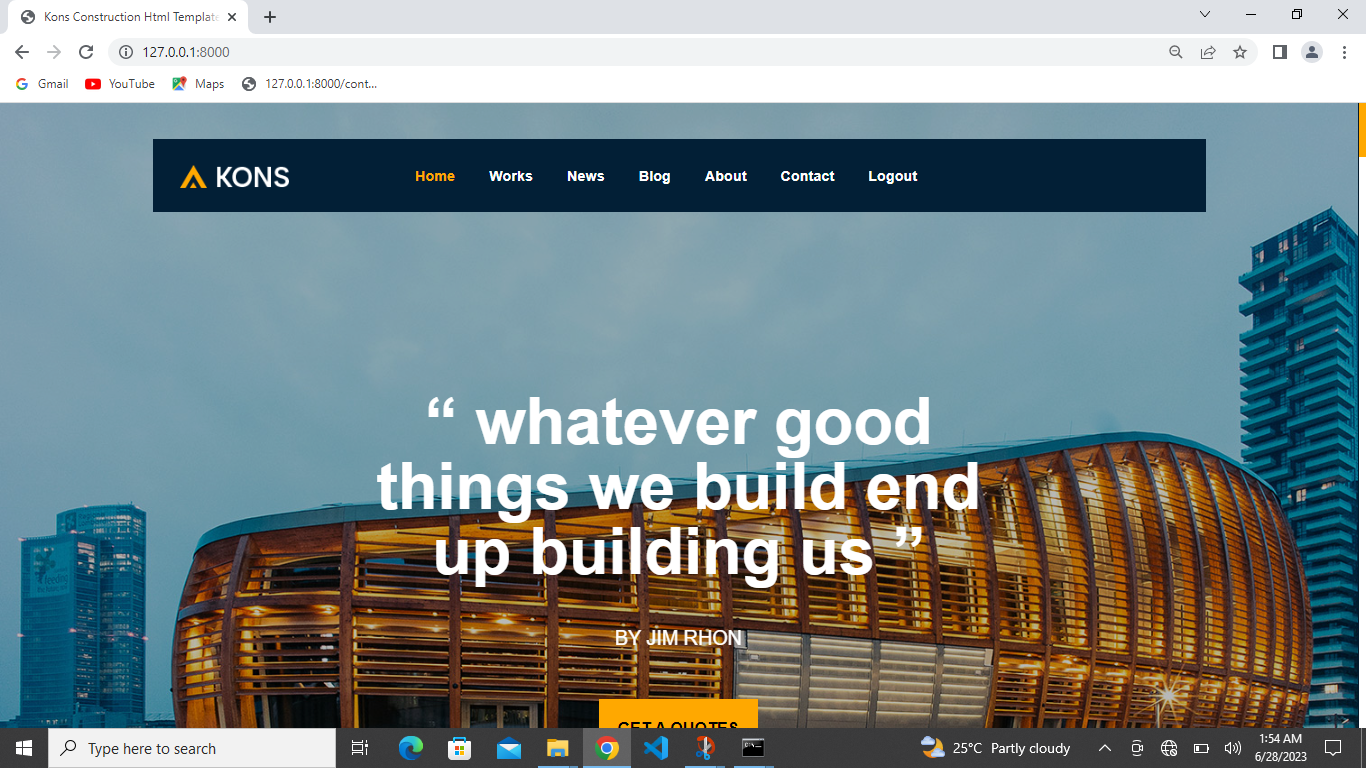 Kons Construction Html Template
127.0.0.1:8000
Gmail
YouTube
Maps
127.0.0.1:8000/cont...
KONS
Home
Works
News
Blog
About
Contact
Logout
“ whatever good
things we build end
up building us ”
BY JIM RHON
GET A QUOTES
Type here to search
25°C Partly cloudy
1:54 AM
6/28/2023